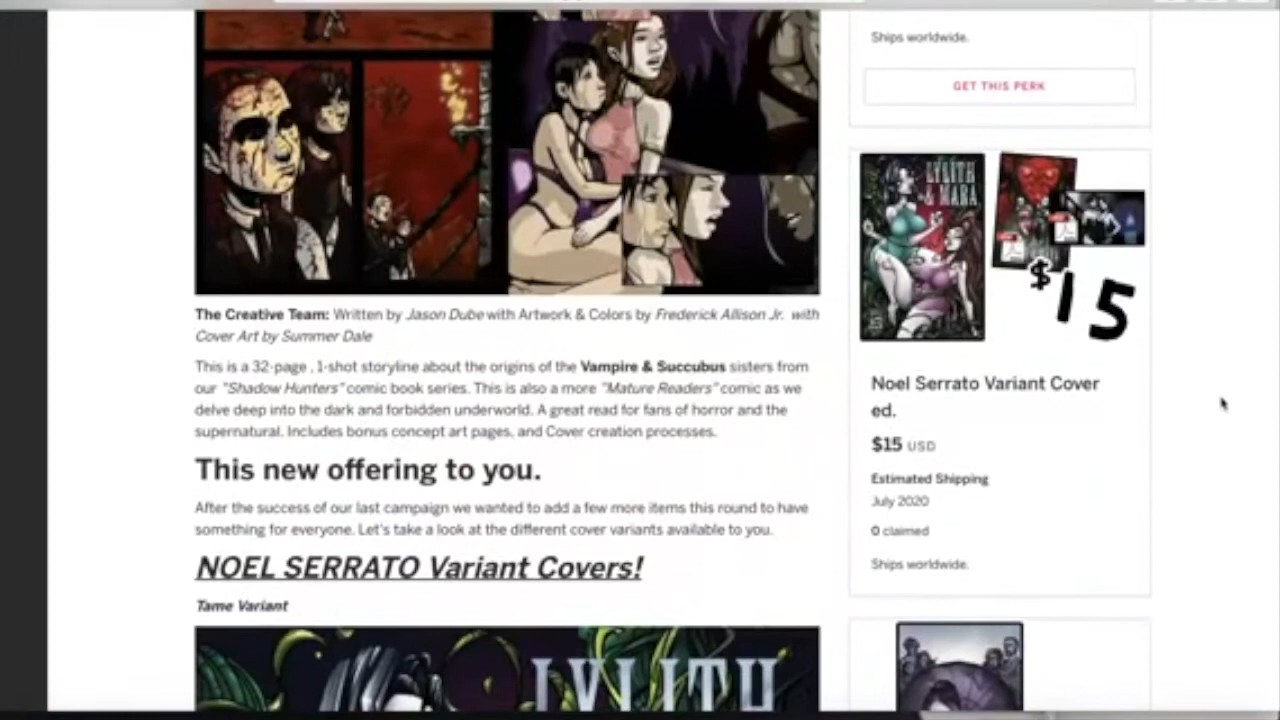 The Creative Team: Written by Jason Dube with Artwork & Colors by Frederick Allison Jr. with
Cover Art by Summer Dale
This is a 32-page , 1-shot storyline about the origins of the Vampire & Succubus sisters from
our "Shadow Hunters" comic book series. This is also a more "Mature Readers" comic as we
delve deep into the dark and forbidden underworld. A great read for fans of horror and the
supernatural. Includes bonus concept art pages, and Cover creation processes.
This new offering to you.
After the success of our last campaign we wanted to add a few more items this round to have
something for everyone. Let's take a look at the different cover variants available to you.
NOEL SERRATO Variant Covers!
Tame Variant
LYLITH
Ships worldwide.
GET THIS PERK
LYLITH
& MARA
$15
Noel Serrato Variant Cover
ed.
$15 USD
Estimated Shipping
July 2020
0 claimed
Ships worldwide.